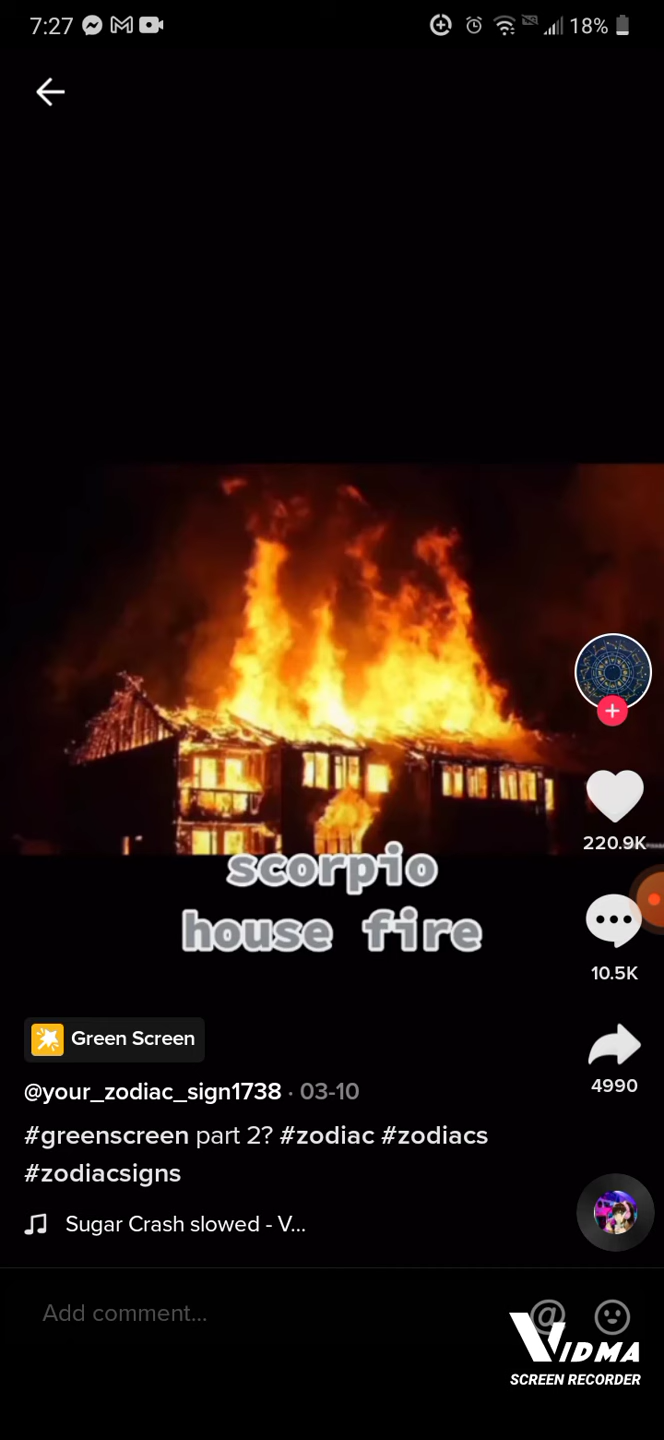 7:27
18%
scorpio
house fire
220.9K
10.5K
Green Screen
4990
@your_zodiac_sign1738 · 03-10
#greenscreen part 2? #zodiac #zodiacs
#zodiacsigns
Sugar Crash slowed - V...
Add comment...
VIDMA
SCREEN RECORDER